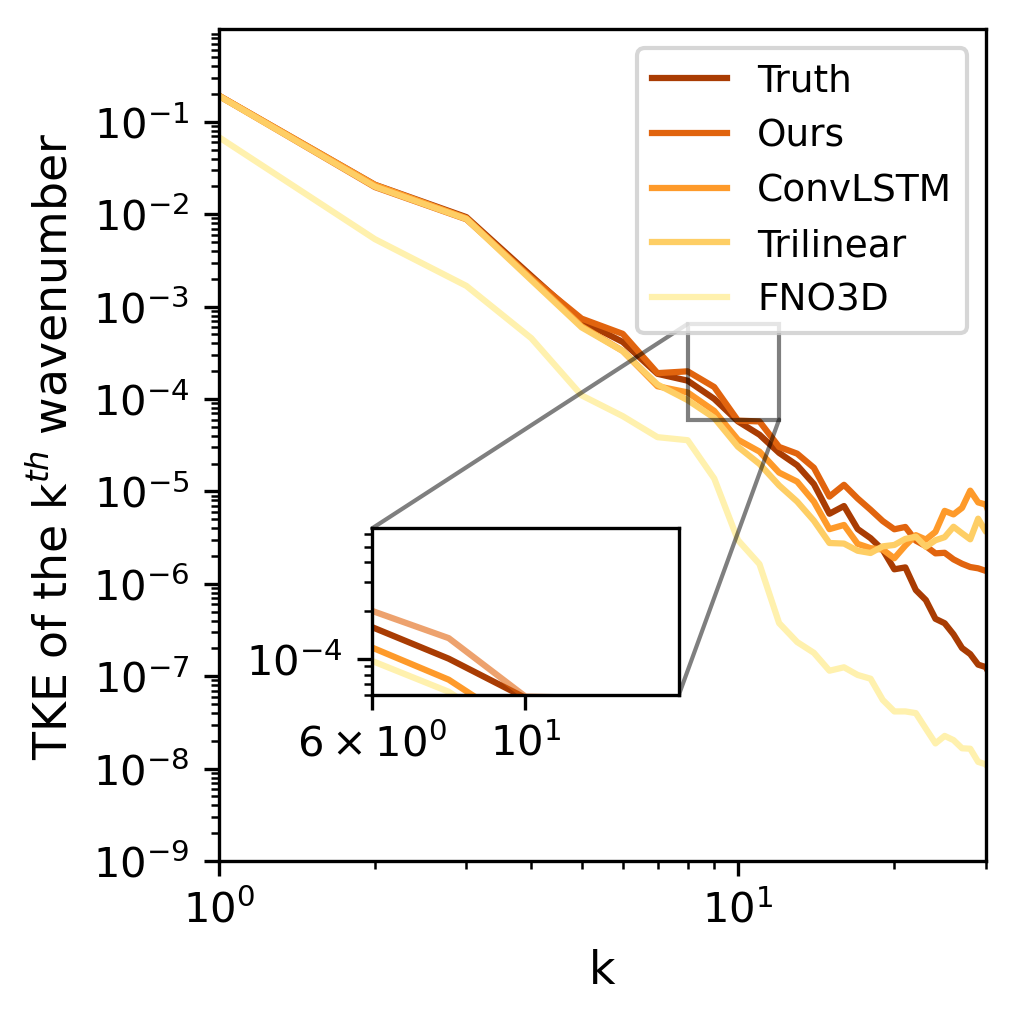 TKE of the k^{th} wavenumber
10^{-1}
10^{-2}
10^{-3}
10^{-4}
10^{-5}
10^{-6}
10^{-7}
10^{-8}
10^{-9}
Truth
Ours
ConvLSTM
Trilinear
FNO3D
10^{-4}
6 × 10^{0}
10^{1}
10^{0}
10^{1}
k